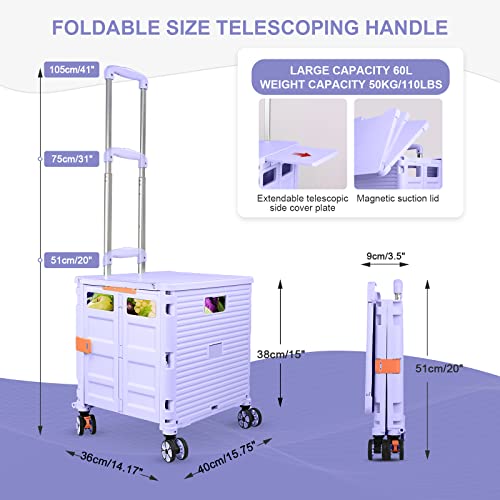 FOLDABLE SIZE TELESCOPING HANDLE
105cm/41"
LARGE CAPACITY 60L
WEIGHT CAPACITY 50KG/110LBS
75cm/31"
Extendable telescopic
side cover plate
Magnetic suction lid
51cm/20"
9cm/3.5"
38cm/15"
51cm/20"
36cm/14.17"
40cm/15.75"